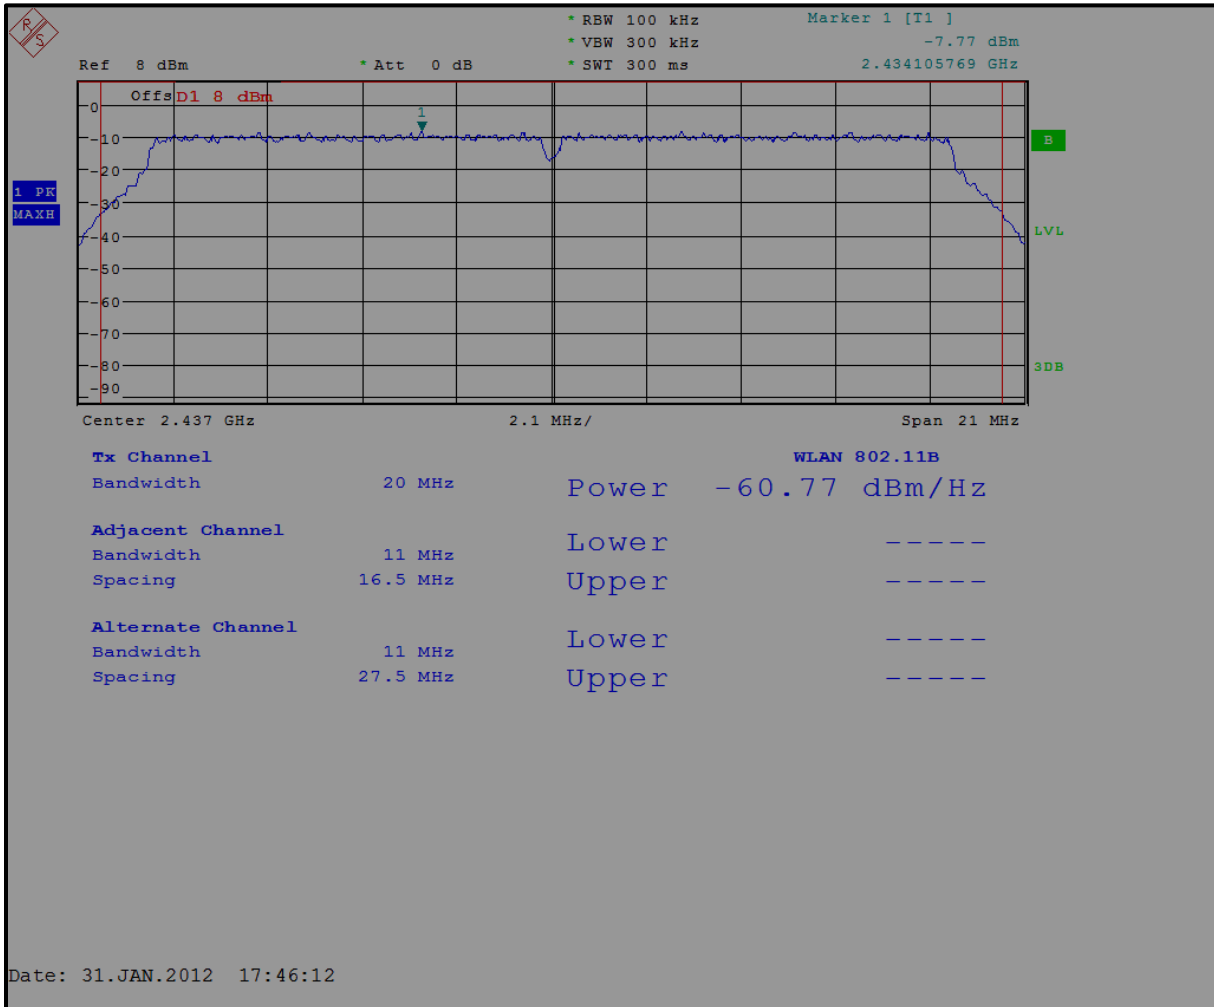 R/S
* RBW 100 kHz Marker 1 [T1 ]
* VBW 300 kHz -7.77 dBm
Ref 8 dBm * Att 0 dB * SWT 300 ms 2.434105769 GHz
Offs D1 8 dBm
1
0
-10
-20
-30
-40
-50
-60
-70
-80
-90
1 PK
MAXH
B
LVL
3DB
Center 2.437 GHz 2.1 MHz/ Span 21 MHz
Tx Channel WLAN 802.11B
Bandwidth 20 MHz Power -60.77 dBm/Hz
Adjacent Channel
Lower -----
Bandwidth 11 MHz
Spacing 16.5 MHz Upper -----
Alternate Channel
Lower -----
Bandwidth 11 MHz
Spacing 27.5 MHz Upper -----
Date: 31.JAN.2012 17:46:12